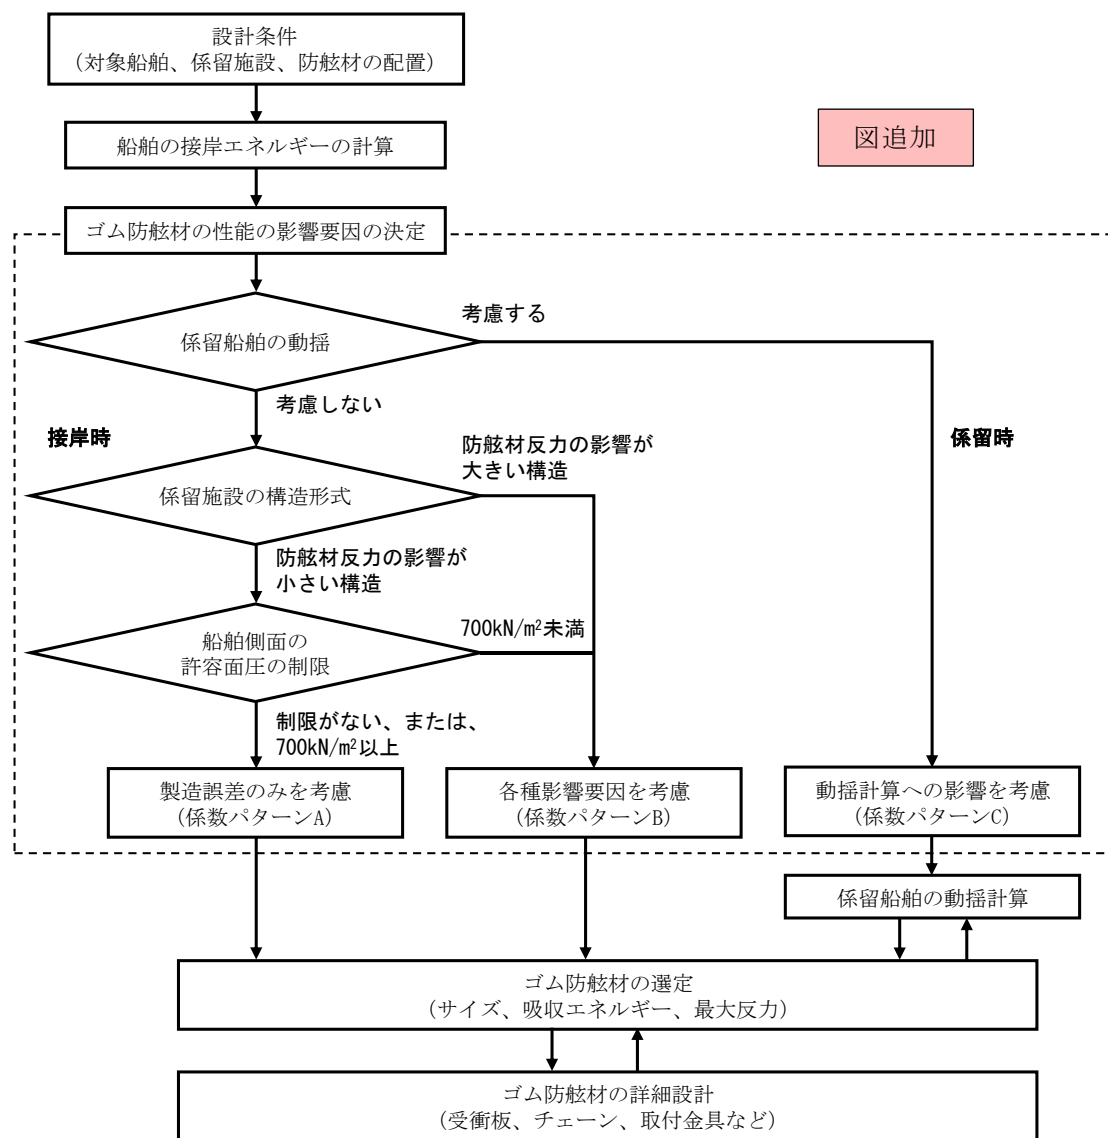 設計条件
(対象船舶、係留施設、防舷材の配置)
船舶の接岸エネルギーの計算
図追加
ゴム防舷材の性能の影響要因の決定
考慮する
係留船舶の動揺
考慮しない
接岸時
係留時
防舷材反力の影響が
大きい構造
係留施設の構造形式
防舷材反力の影響が
小さい構造
700kN/m²未満
船舶側面の
許容面圧の制限
制限がない、または、
700kN/m²以上
製造誤差のみを考慮
(係数パターンA)
各種影響要因を考慮
(係数パターンB)
動揺計算への影響を考慮
(係数パターンC)
係留船舶の動揺計算
ゴム防舷材の選定
(サイズ、吸収エネルギー、最大反力)
ゴム防舷材の詳細設計
(受衝板、チェーン、取付金具など)